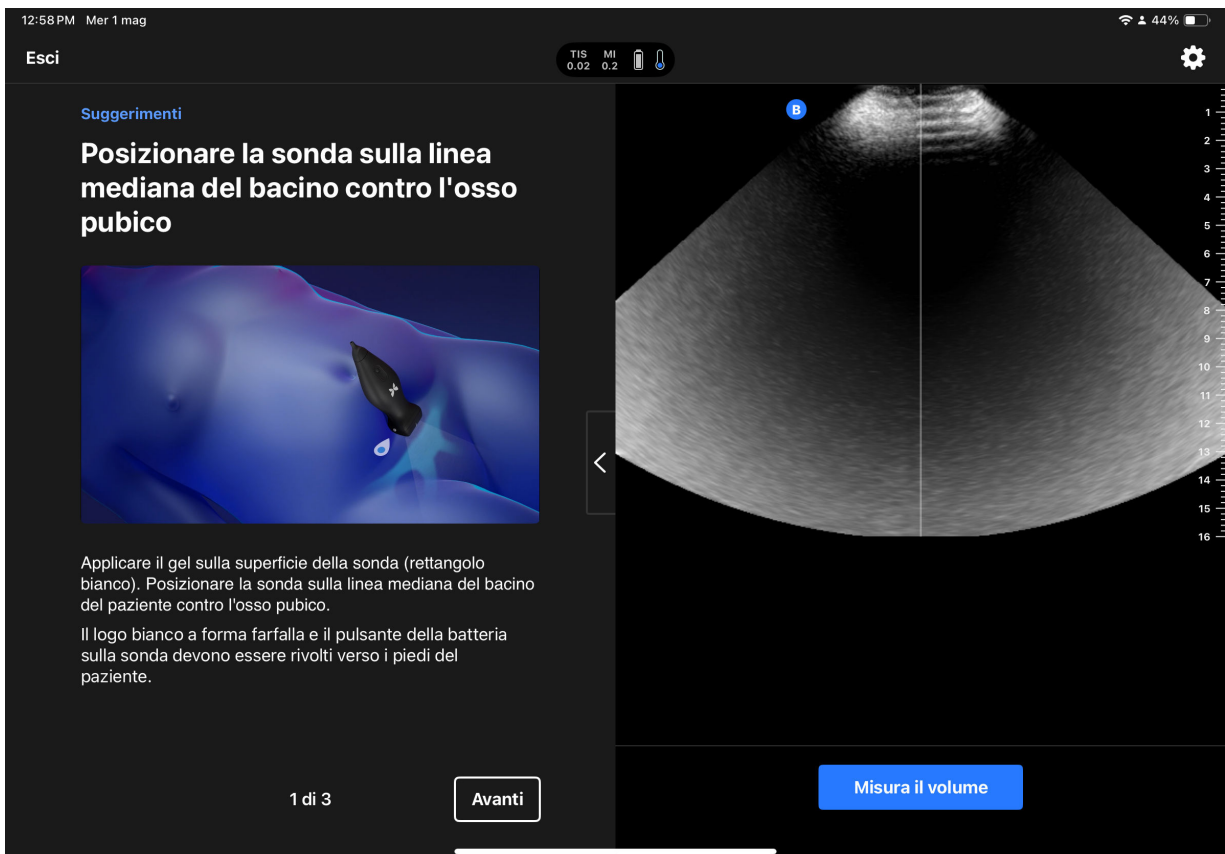 12:58 PM Mer 1 mag
44%
Esci
TIS MI
0.02 0.2
Suggerimenti
Posizionare la sonda sulla linea
mediana del bacino contro l'osso
pubico
Applicare il gel sulla superficie della sonda (rettangolo
bianco). Posizionare la sonda sulla linea mediana del bacino
del paziente contro l'osso pubico.
Il logo bianco a forma farfalla e il pulsante della batteria
sulla sonda devono essere rivolti verso i piedi del
paziente.
1 di 3
Avanti
B
1
2
3
4
5
6
7
8
9
10
11
12
13
14
15
16
Misura il volume